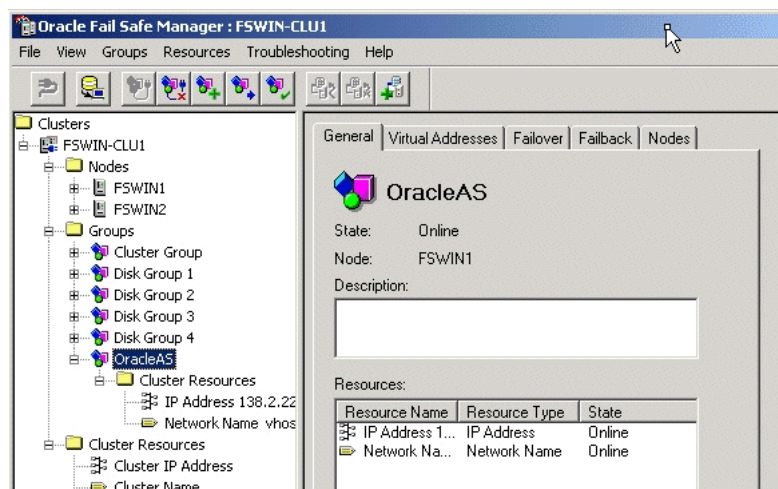 Oracle Fail Safe Manager : FSWIN-CLU1
File View Groups Resources Troubleshooting Help
Clusters
FSWIN-CLU1
Nodes
FSWIN1
FSWIN2
Groups
Cluster Group
Disk Group 1
Disk Group 2
Disk Group 3
Disk Group 4
OracleAS
Cluster Resources
IP Address 138.2.22
Network Name vhos
Cluster Resources
Cluster IP Address
Cluster Name
General Virtual Addresses Failover Failback Nodes
OracleAS
State: Online
Node: FSWIN1
Description:
Resources:
Resource Name Resource Type State
IP Address 1... IP Address Online
Network Na... Network Name Online